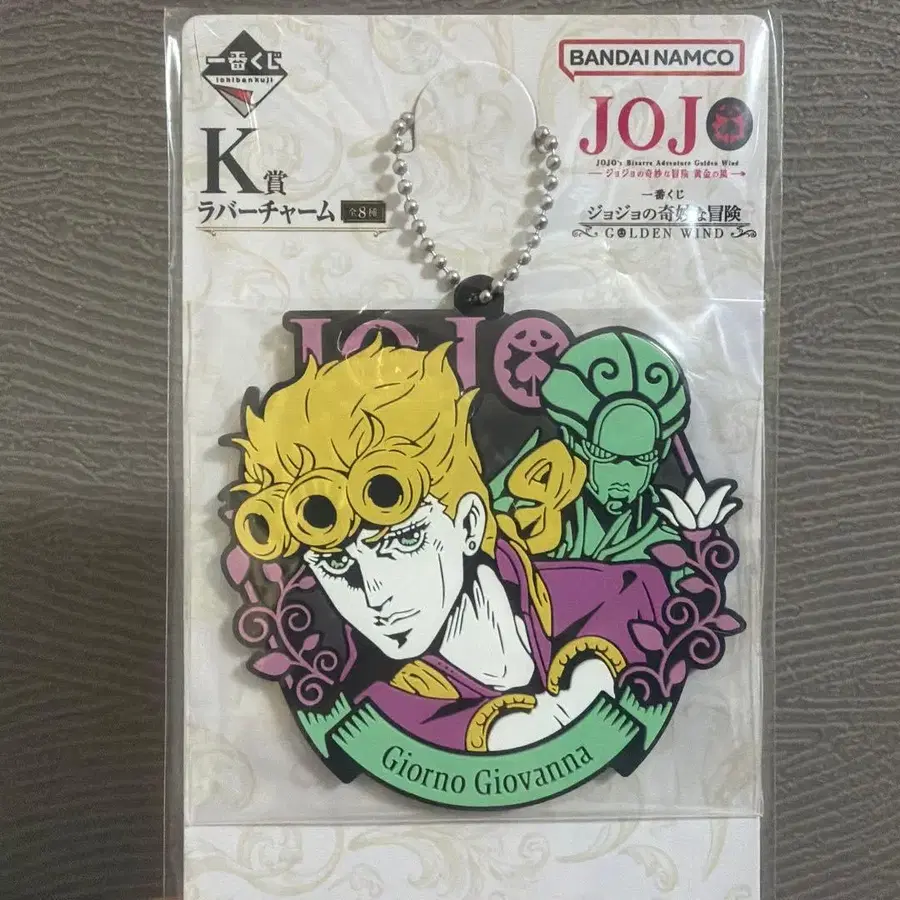 一番くじ
ichibankuji
K賞
ラバーチャーム 全8種
BANDAI NAMCO
JOJO
JOJO's Bizarre Adventure Golden Wind
ジョジョの奇妙な冒険 黄金の風
一番くじ
ジョジョの奇妙な冒険
GOLDEN WIND
JOJO
Giorno Giovanna